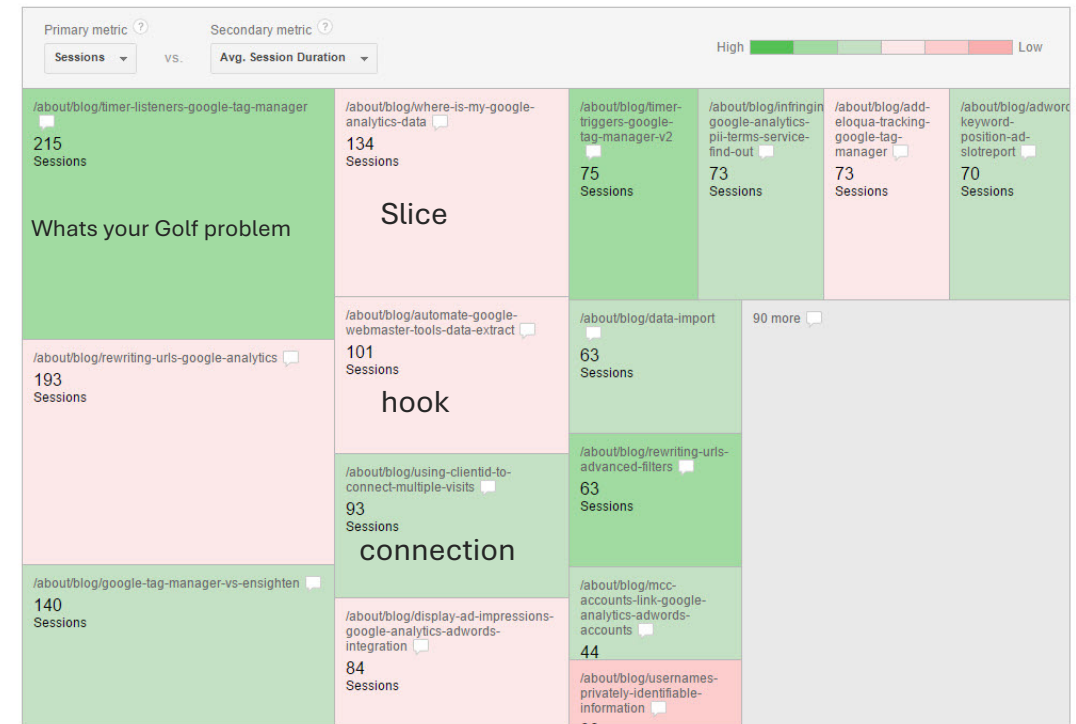 Primary metric ?
Secondary metric ?
Sessions
vs.
Avg. Session Duration
High
Low
/about/blog/timer-listeners-google-tag-manager
215
Sessions
Whats your Golf problem
/about/blog/rewriting-urls-google-analytics
193
Sessions
/about/blog/google-tag-manager-vs-ensighten
140
Sessions
/about/blog/where-is-my-google-
analytics-data
134
Sessions
Slice
/about/blog/automate-google-
webmaster-tools-data-extract
101
Sessions
hook
/about/blog/using-clientid-to-
connect-multiple-visits
93
Sessions
connection
/about/blog/display-ad-impressions-
google-analytics-adwords-
integration
84
Sessions
/about/blog/timer-
triggers-google-
tag-manager-v2
75
Sessions
/about/blog/infringin
google-analytics-
pii-terms-service-
find-out
73
Sessions
/about/blog/add-
eloqua-tracking-
google-tag-
manager
73
Sessions
/about/blog/adword
keyword-
position-ad-
slotreport
70
Sessions
/about/blog/data-import
63
Sessions
90 more
/about/blog/rewriting-urls-
advanced-filters
63
Sessions
/about/blog/mcc-
accounts-link-google-
analytics-adwords-
accounts
44
/about/blog/usernames-
privately-identifiable-
information